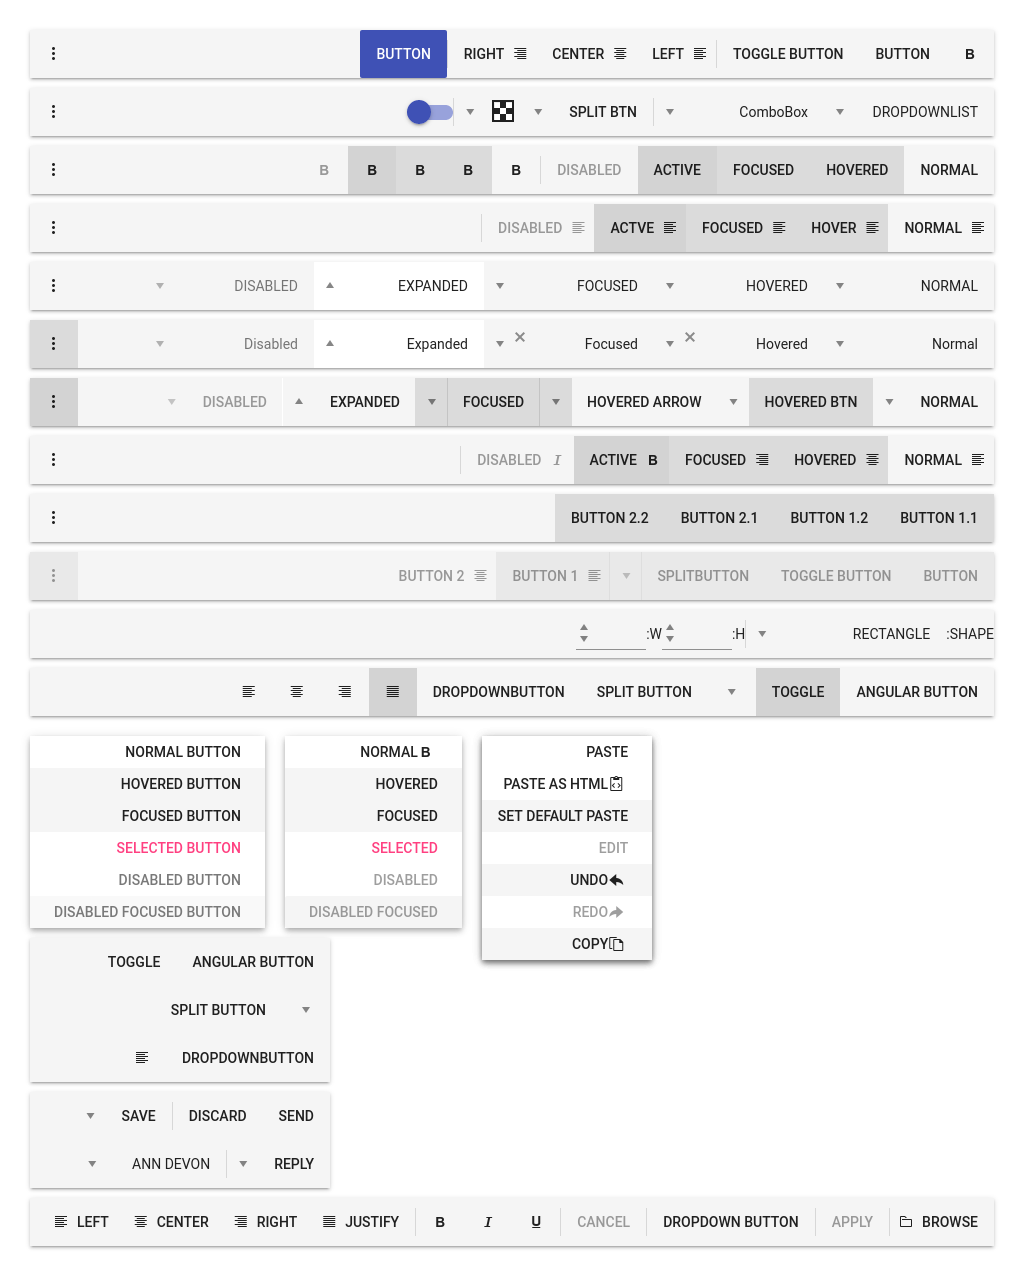 BUTTON RIGHT CENTER LEFT TOGGLE BUTTON BUTTON B
SPLIT BTN ComboBox DROPDOWNLIST
B B B B B DISABLED ACTIVE FOCUSED HOVERED NORMAL
DISABLED ACTVE FOCUSED HOVER NORMAL
DISABLED EXPANDED FOCUSED HOVERED NORMAL
Disabled Expanded Focused Hovered Normal
DISABLED EXPANDED FOCUSED HOVERED ARROW HOVERED BTN NORMAL
DISABLED I ACTIVE B FOCUSED HOVERED NORMAL
BUTTON 2.2 BUTTON 2.1 BUTTON 1.2 BUTTON 1.1
BUTTON 2 BUTTON 1 SPLITBUTTON TOGGLE BUTTON BUTTON
:W :H RECTANGLE :SHAPE
DROPDOWNBUTTON SPLIT BUTTON TOGGLE ANGULAR BUTTON
NORMAL BUTTON
HOVERED BUTTON
FOCUSED BUTTON
SELECTED BUTTON
DISABLED BUTTON
DISABLED FOCUSED BUTTON
NORMAL B
HOVERED
FOCUSED
SELECTED
DISABLED
DISABLED FOCUSED
PASTE
PASTE AS HTML
SET DEFAULT PASTE
EDIT
UNDO
REDO
COPY
TOGGLE ANGULAR BUTTON
SPLIT BUTTON
DROPDOWNBUTTON
SAVE DISCARD SEND
ANN DEVON REPLY
LEFT CENTER RIGHT JUSTIFY B I U CANCEL DROPDOWN BUTTON APPLY BROWSE